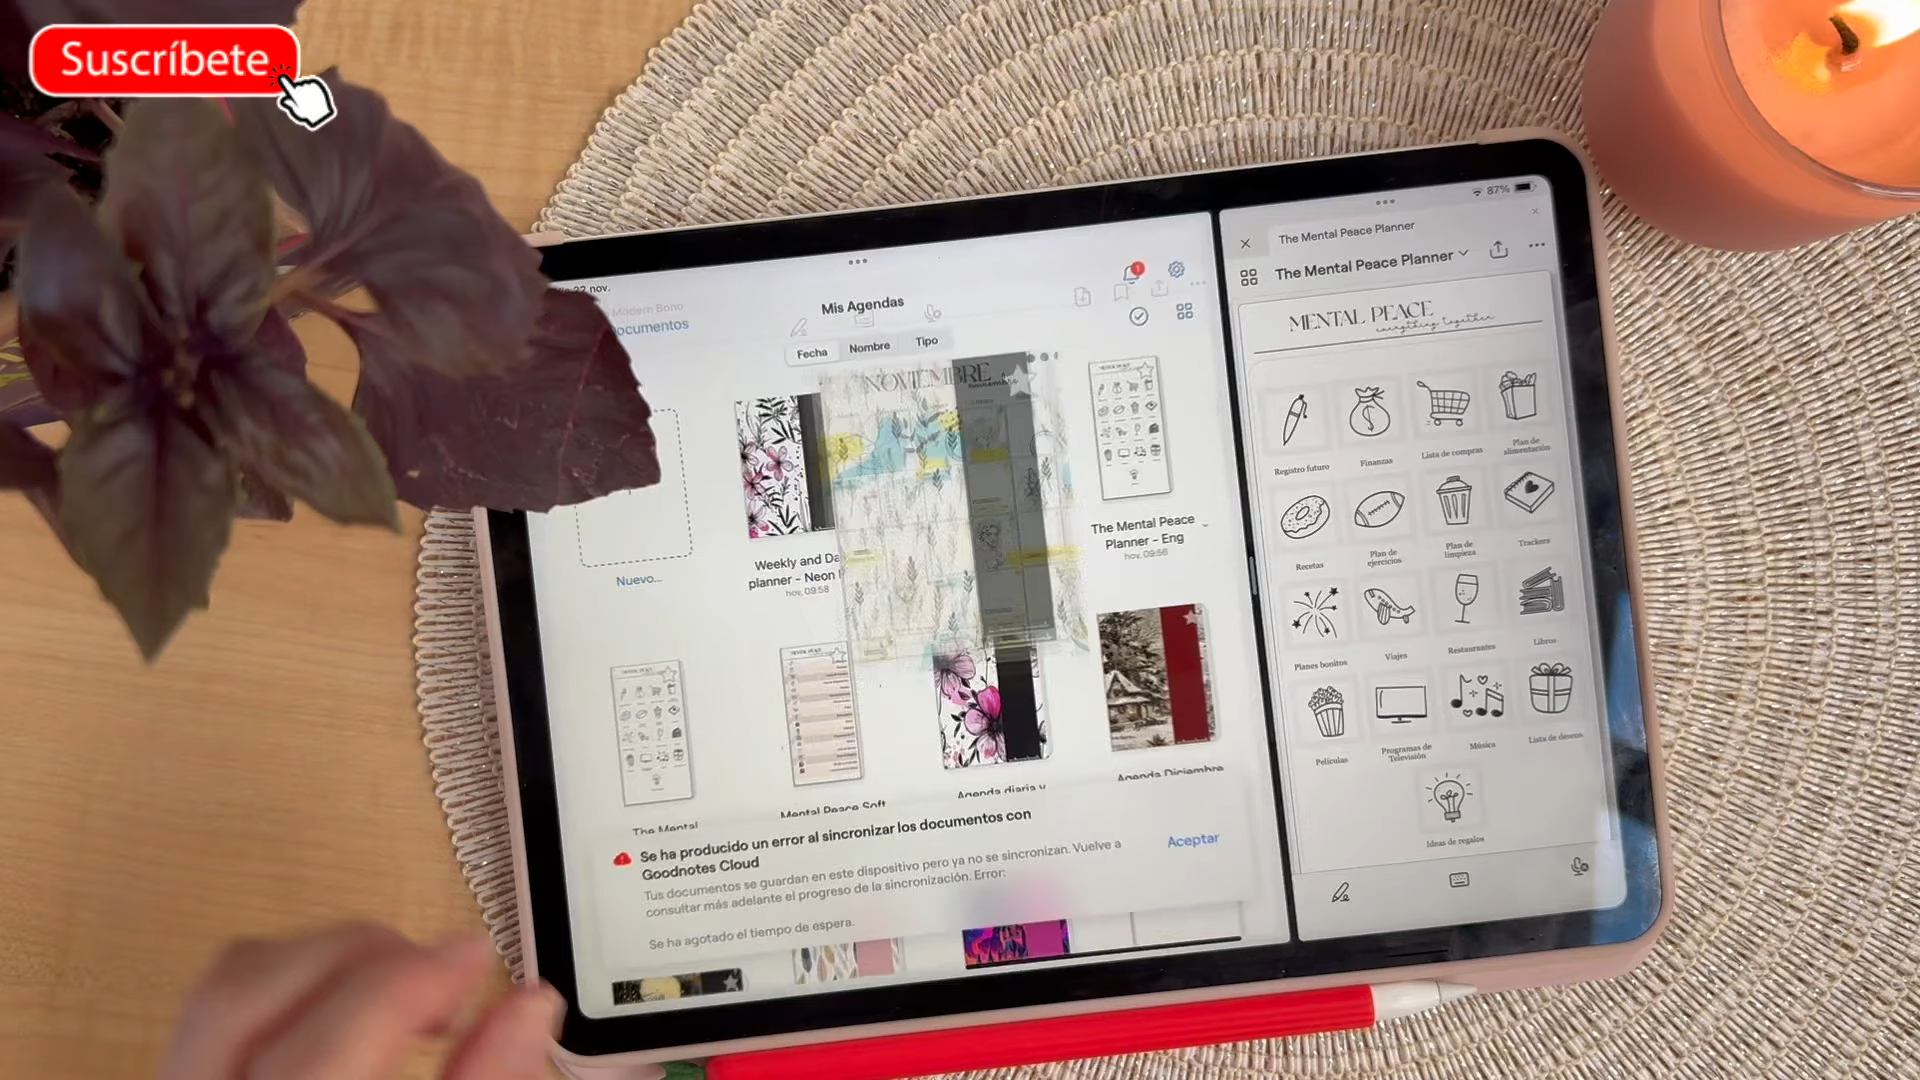 Suscríbete
22 nov.
Modern Boho
ocumentos
Mis Agendas
Fecha
Nombre
Tipo
NOVIEMBRE
Nuevo...
Weekly and Da
planner - Neon
hoy, 09:58
The Mental Peace
Planner - Eng
hoy, 09:56
The Mental
Mental Peace Soft
Agenda diaria y
Agenda Diciembre
Se ha producido un error al sincronizar los documentos con
Goodnotes Cloud
Tus documentos se guardan en este dispositivo pero ya no se sincronizan. Vuelve a
consultar más adelante el progreso de la sincronización. Error:
Se ha agotado el tiempo de espera.
Aceptar
87%
The Mental Peace Planner
The Mental Peace Planner
MENTAL PEACE
everything together
Registro futuro
Finanzas
Lista de compras
Plan de
alimentación
Recetas
Plan de
ejercicios
Plan de
limpieza
Trackers
Planes bonitos
Viajes
Restaurantes
Libros
Películas
Programas de
Televisión
Música
Lista de deseos
Ideas de regalos